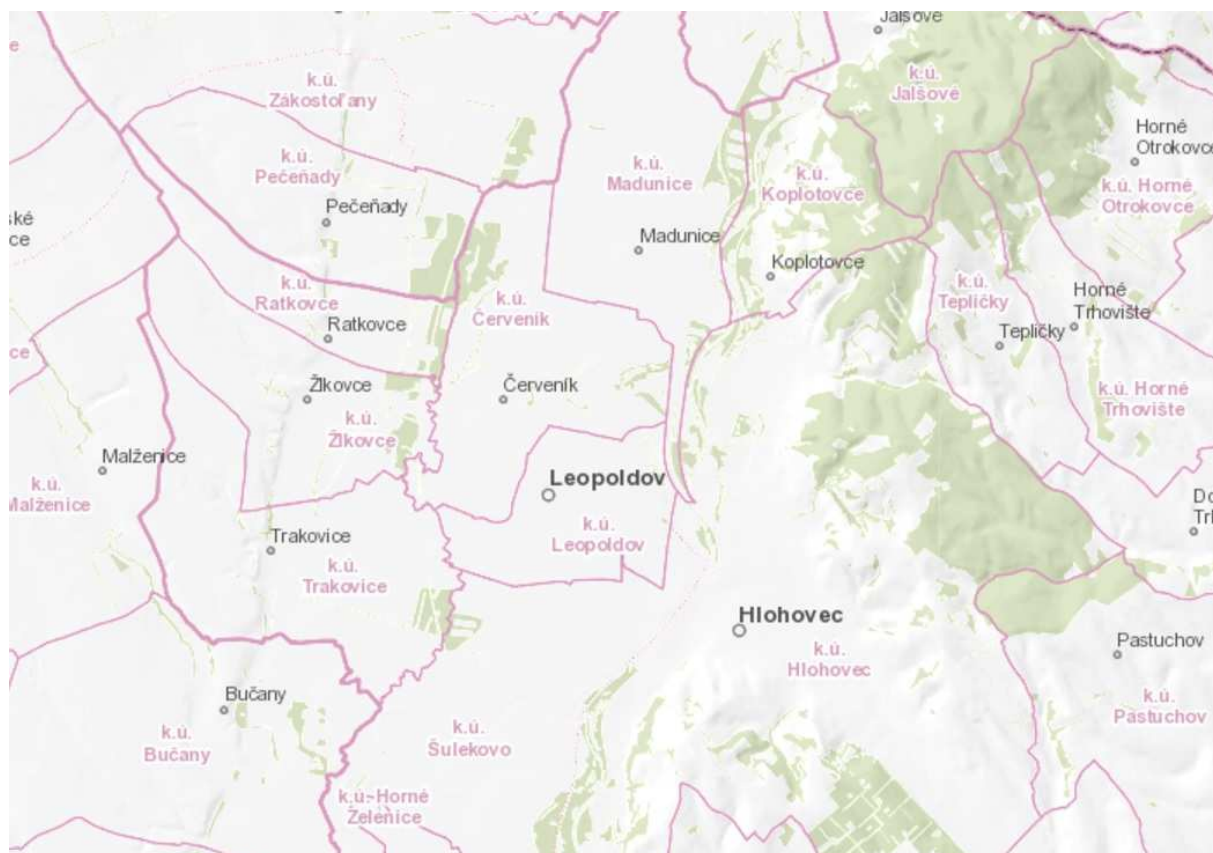 Jalšové
k.ú.
Jalšové
k.ú.
Zákostoľany
Horné
Otrokovce
k.ú.
Pečeňady
k.ú.
Madunice
k.ú.
Koplotovce
k.ú. Horné
Otrokovce
Pečeňady
Madunice
Koplotovce
k.ú.
Ratkovce
k.ú.
Červeník
k.ú.
Tepličky
Horné
Trhovište
Ratkovce
Tepličky
Žlkovce
Červeník
k.ú.
Žlkovce
k.ú. Horné
Trhovište
Malženice
k.ú.
Malženice
Leopoldov
k.ú.
Leopoldov
Trakovice
k.ú.
Trakovice
Hlohovec
k.ú.
Hlohovec
Pastuchov
k.ú.
Pastuchov
Bučany
k.ú.
Bučany
k.ú.
Šulekovo
k.ú. Horné
Zelenice